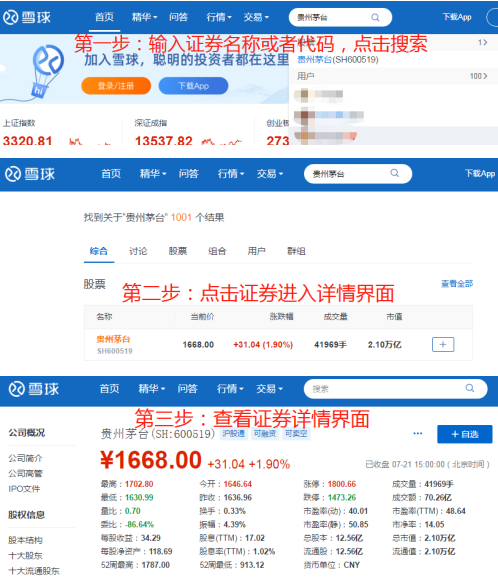 雪球 首页 精华 问答 行情 交易 贵州茅台 下载App
第一步：输入证券名称或者代码，点击搜索
1>
加入雪球，聪明的投资者都在这里
贵州茅台(SH600519)
用户 100>
登录/注册 下载App
hi
上证指数 深证成指 创业板
3320.81 13537.82 273
雪球 首页 精华 问答 行情 交易 贵州茅台 下载App
找到关于“贵州茅台” 1001 个结果
综合 讨论 股票 组合 用户 群组
股票 查看全部
第二步：点击证券进入详情界面
名称 当前价 涨跌幅 成交量 市值
贵州茅台 1668.00 +31.04 (1.90%) 41969手 2.10万亿 +
SH600519
雪球 首页 精华 问答 行情 交易 搜索
第三步：查看证券详情界面
公司概况 贵州茅台(SH:600519) 沪股通 可融资 可卖空 ··· +自选
公司简介 ¥1668.00 +31.04 +1.90% 已收盘 07-21 15:00:00 (北京时间)
公司高管
IPO文件 最高：1702.80 今开：1646.64 涨停：1800.66 成交量：41969手
最低：1630.99 昨收：1636.96 跌停：1473.26 成交额：70.26亿
股权信息 量比：0.70 换手：0.33% 市盈率(动)：40.01 市盈率(TTM)：48.64
委比：-86.64% 振幅：4.39% 市盈率(静)：50.85 市净率：14.05
股本结构 每股收益：34.29 股息(TTM)：17.02 总股本：12.56亿 总市值：2.10万亿
十大股东 每股净资产：118.69 股息率(TTM)：1.02% 流通股：12.56亿 流通值：2.10万亿
十大流通股东 52周最高：1787.00 52周最低：913.12 货币单位：CNY